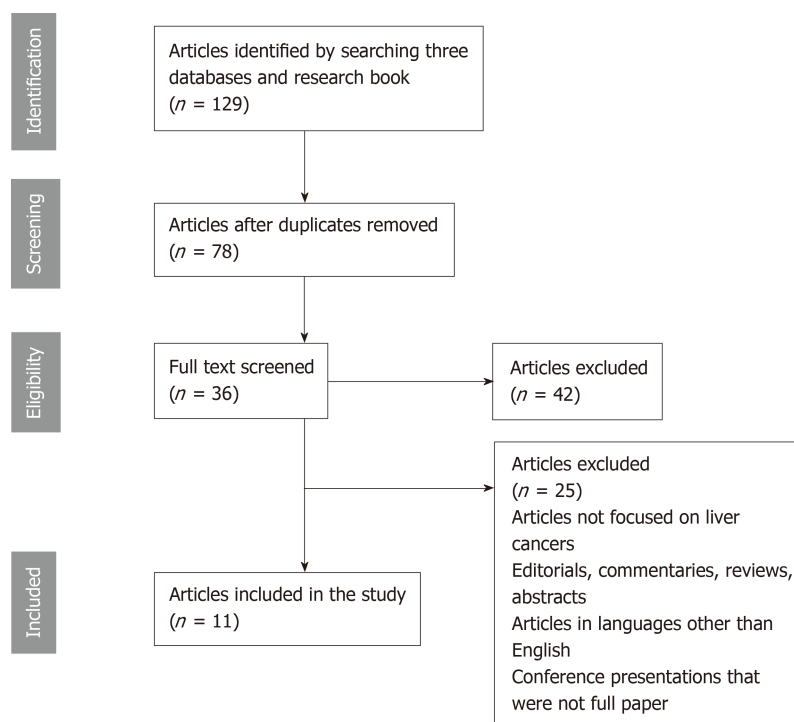 Identification
Articles identified by searching three
databases and research book
(n = 129)
Screening
Articles after duplicates removed
(n = 78)
Eligibility
Full text screened
(n = 36)
Articles excluded
(n = 42)
Articles excluded
(n = 25)
Articles not focused on liver
cancers
Editorials, commentaries, reviews,
abstracts
Articles in languages other than
English
Conference presentations that
were not full paper
Included
Articles included in the study
(n = 11)